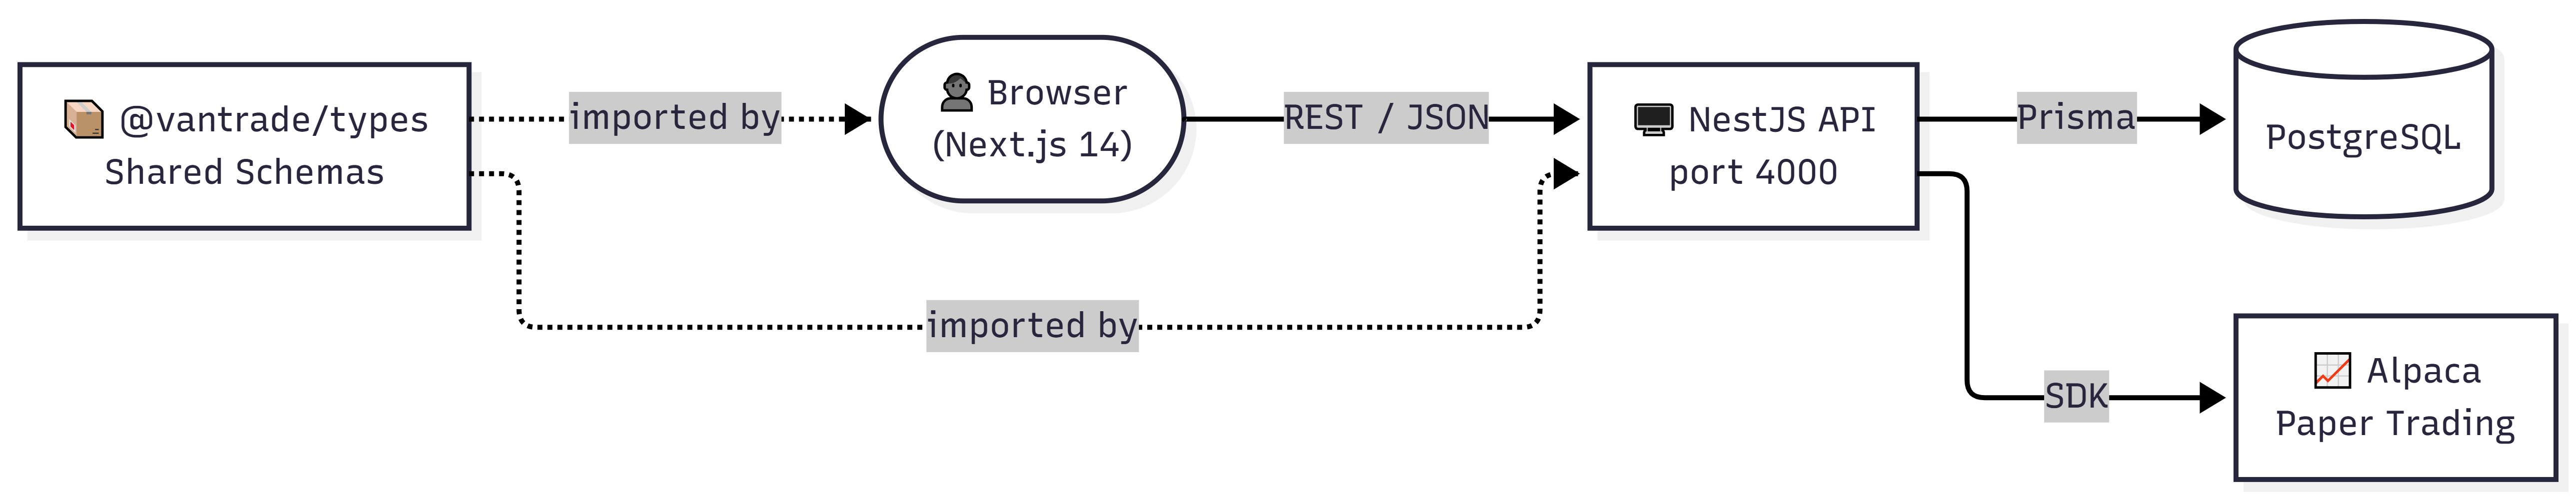 @vantrade/types
Shared Schemas
imported by
Browser
(Next.js 14)
REST / JSON
NestJS API
port 4000
Prisma
PostgreSQL
imported by
SDK
Alpaca
Paper Trading